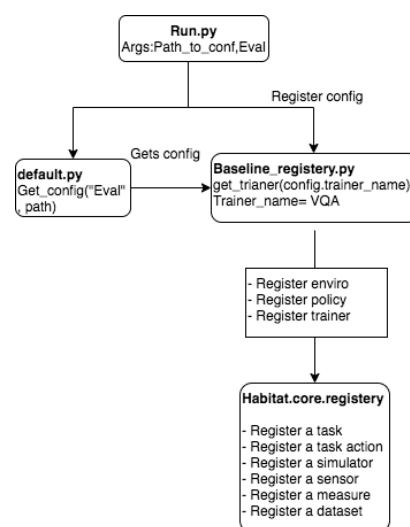 Run.py
Args:Path_to_conf,Eval
Register config
Gets config
default.py
Get_config("Eval"
, path)
Baseline_registery.py
get_trianer(config.trainer_name)
Trainer_name= VQA
- Register enviro
- Register policy
- Register trainer
Habitat.core.registery
- Register a task
- Register a task action
- Register a simulator
- Register a sensor
- Register a measure
- Register a dataset